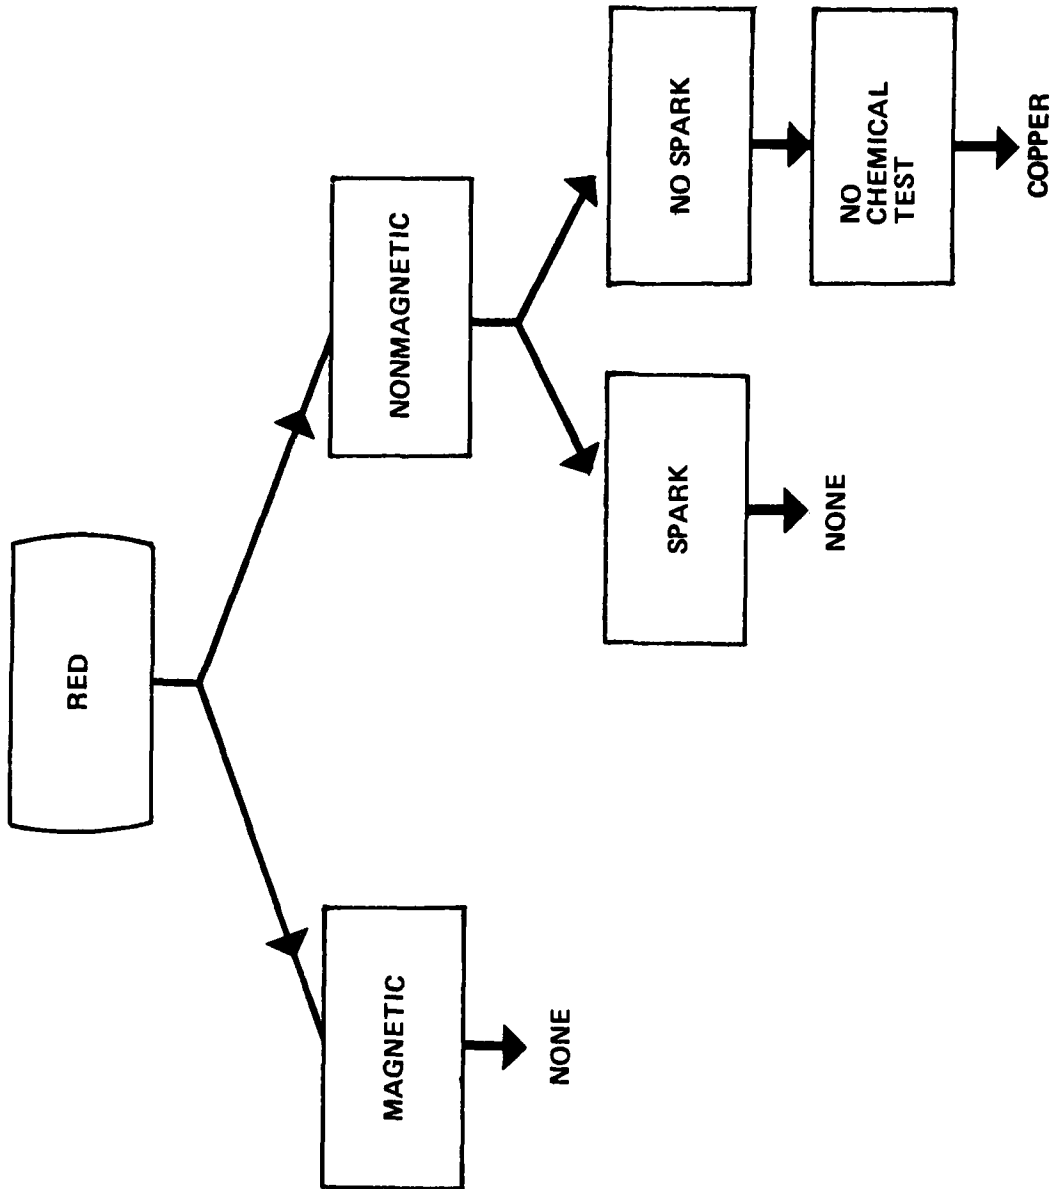 RED
MAGNETIC
NONMAGNETIC
NONE
SPARK
NO SPARK
NONE
NO
CHEMICAL
TEST
COPPER